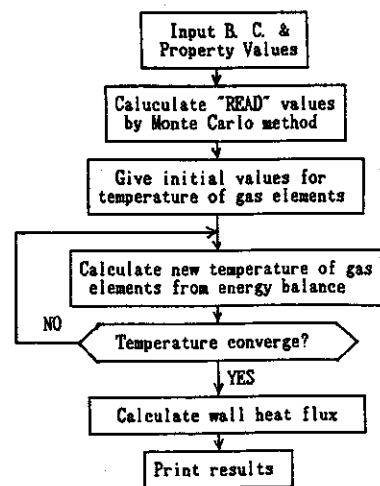 Input B. C. &
Property Values
Caluculate "READ" values
by Monte Carlo method
Give initial values for
temperature of gas elements
Calculate new temperature of gas
elements from energy balance
NO
Temperature converge?
YES
Calculate wall heat flux
Print results